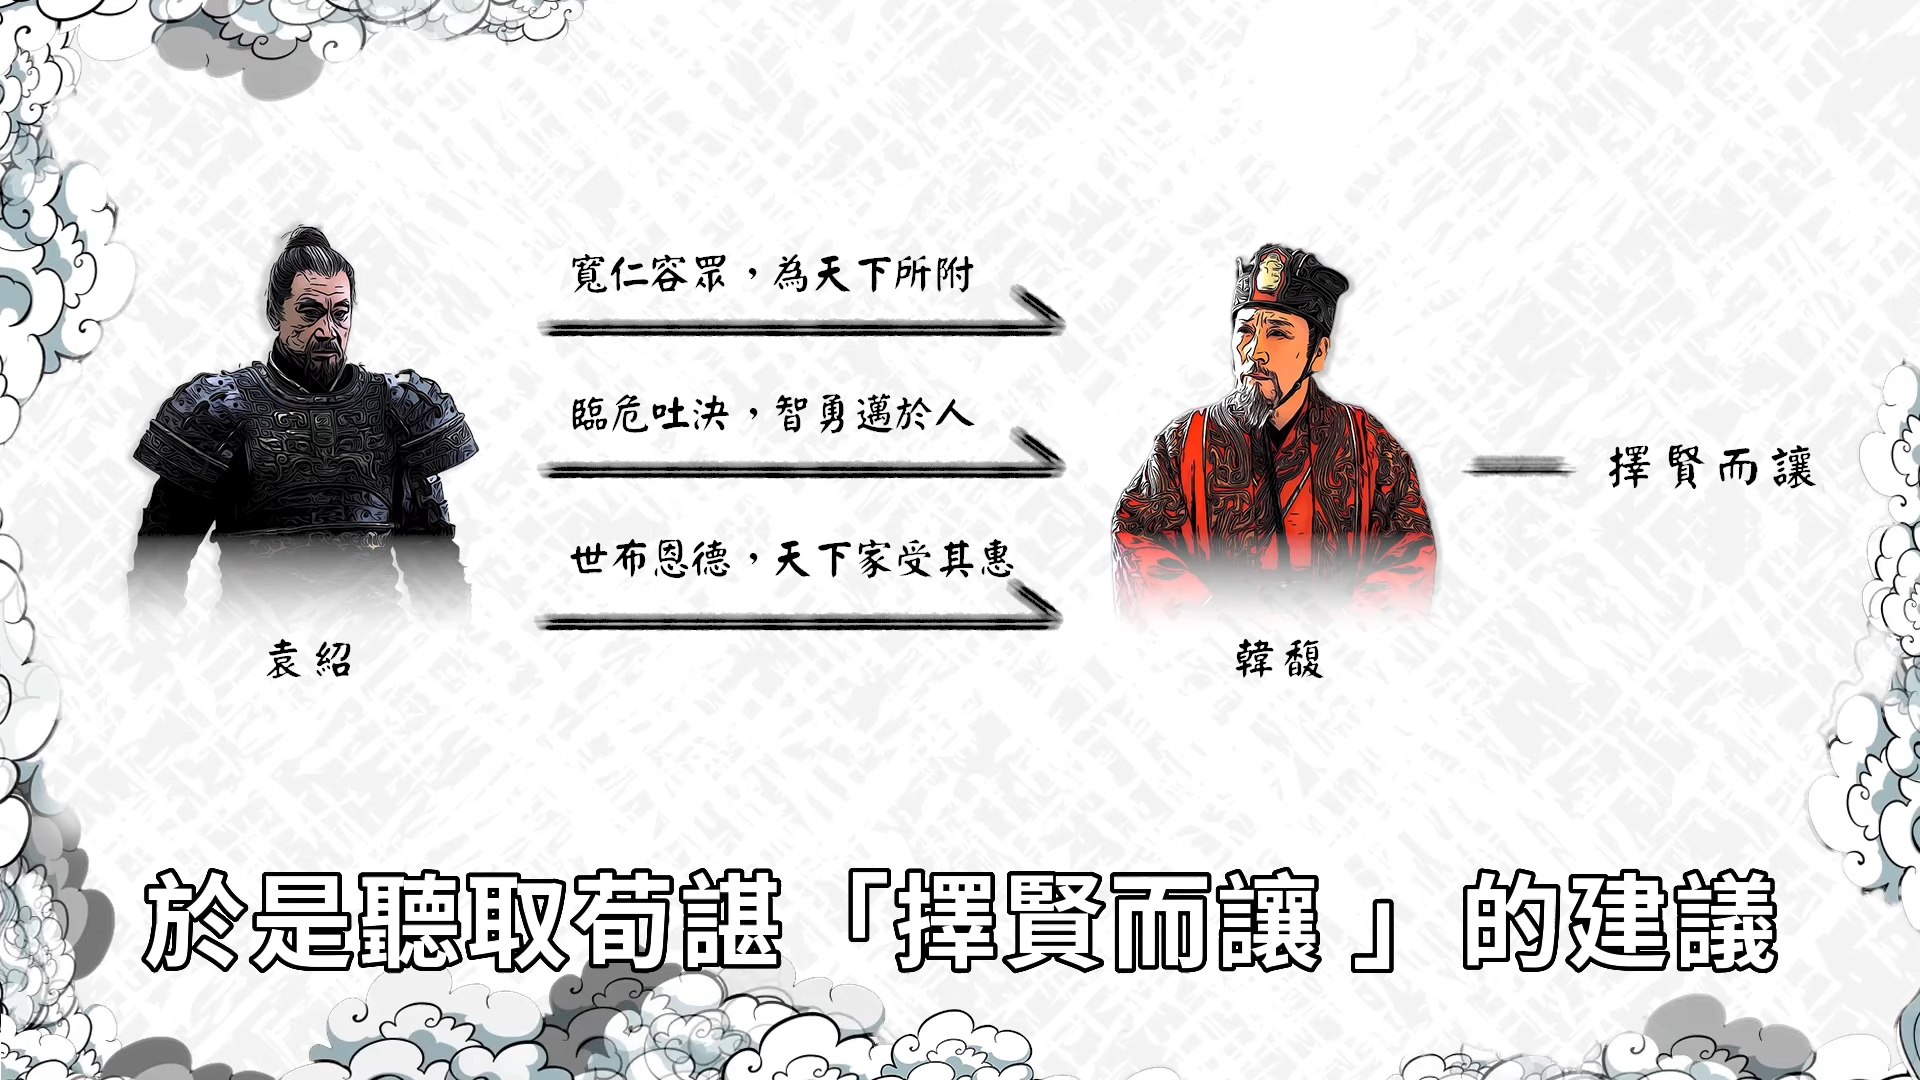 寬仁容眾，為天下所附
臨危吐決，智勇邁於人
世布恩德，天下家受其惠
擇賢而讓
袁紹
韓馥
於是聽取荀諶「擇賢而讓」的建議